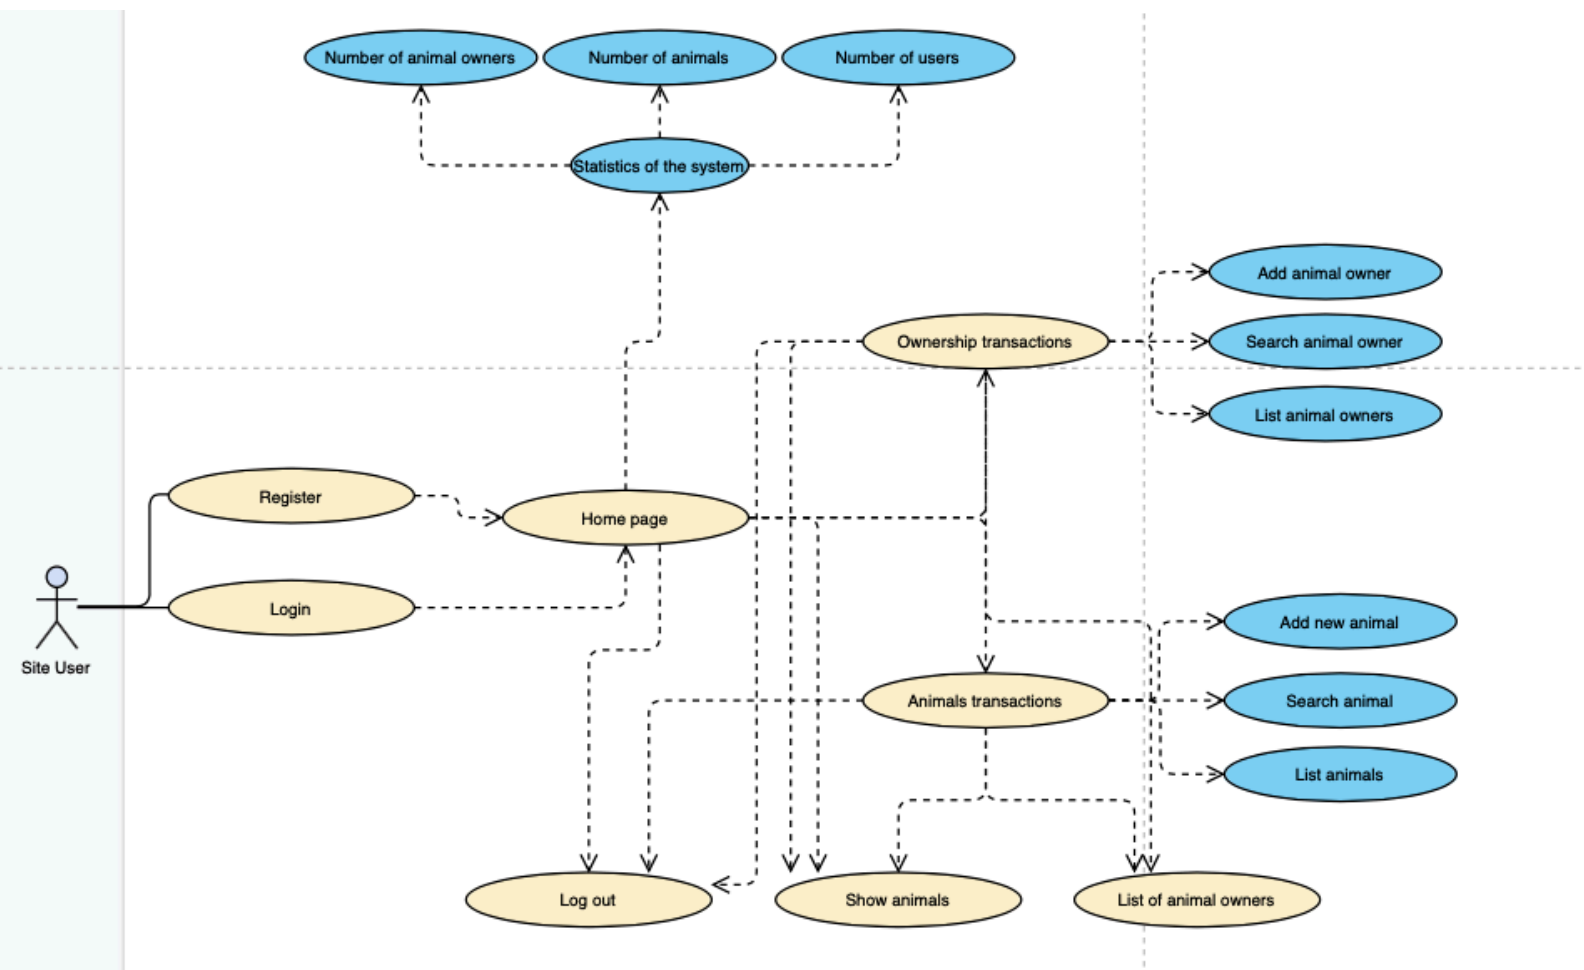 Number of animal owners
Number of animals
Number of users
Statistics of the system
Add animal owner
Ownership transactions
Search animal owner
List animal owners
Register
Home page
Login
Site User
Add new animal
Animals transactions
Search animal
List animals
Log out
Show animals
List of animal owners